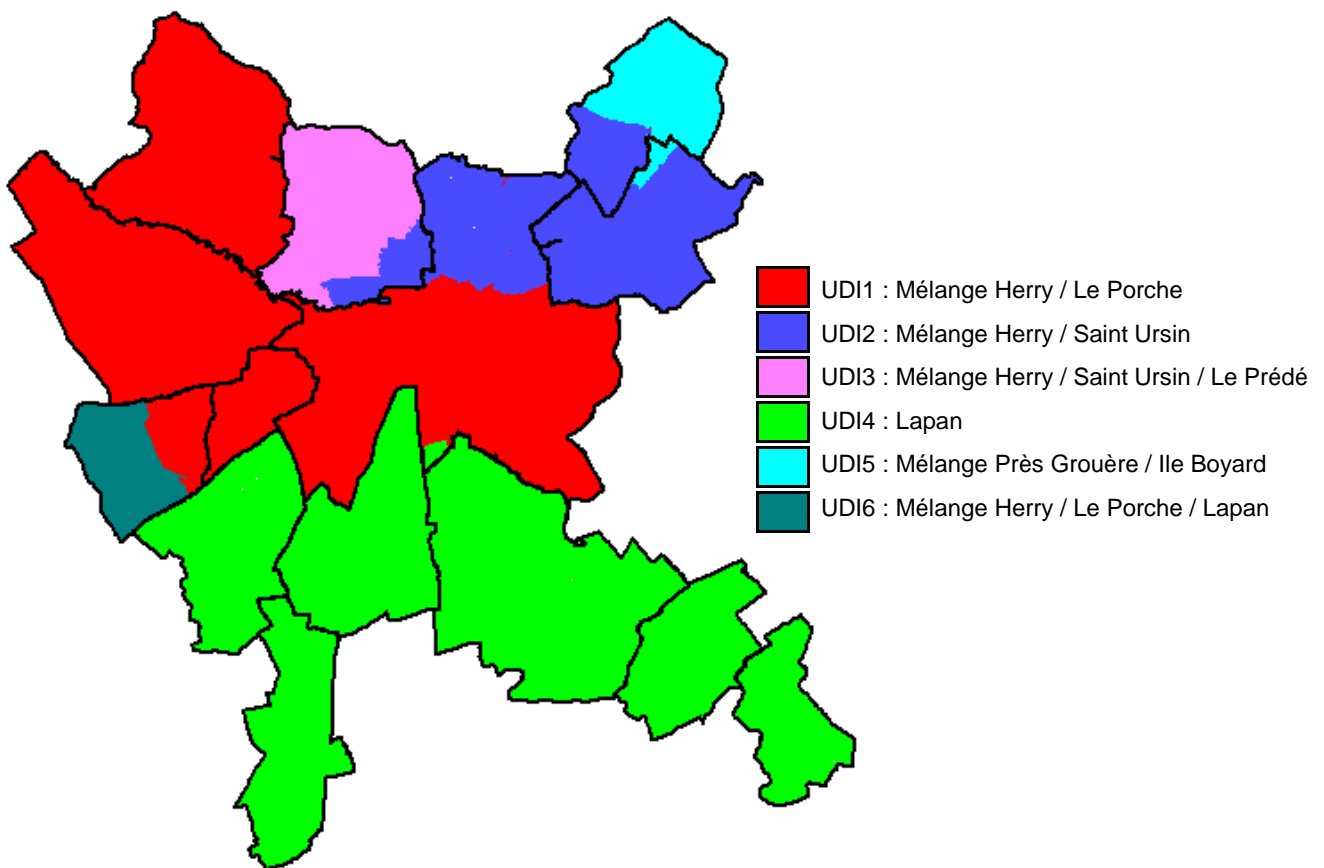 UDI1 : Mélange Herry / Le Porche
UDI2 : Mélange Herry / Saint Ursin
UDI3 : Mélange Herry / Saint Ursin / Le Prédé
UDI4 : Lapan
UDI5 : Mélange Près Grouère / Ile Boyard
UDI6 : Mélange Herry / Le Porche / Lapan